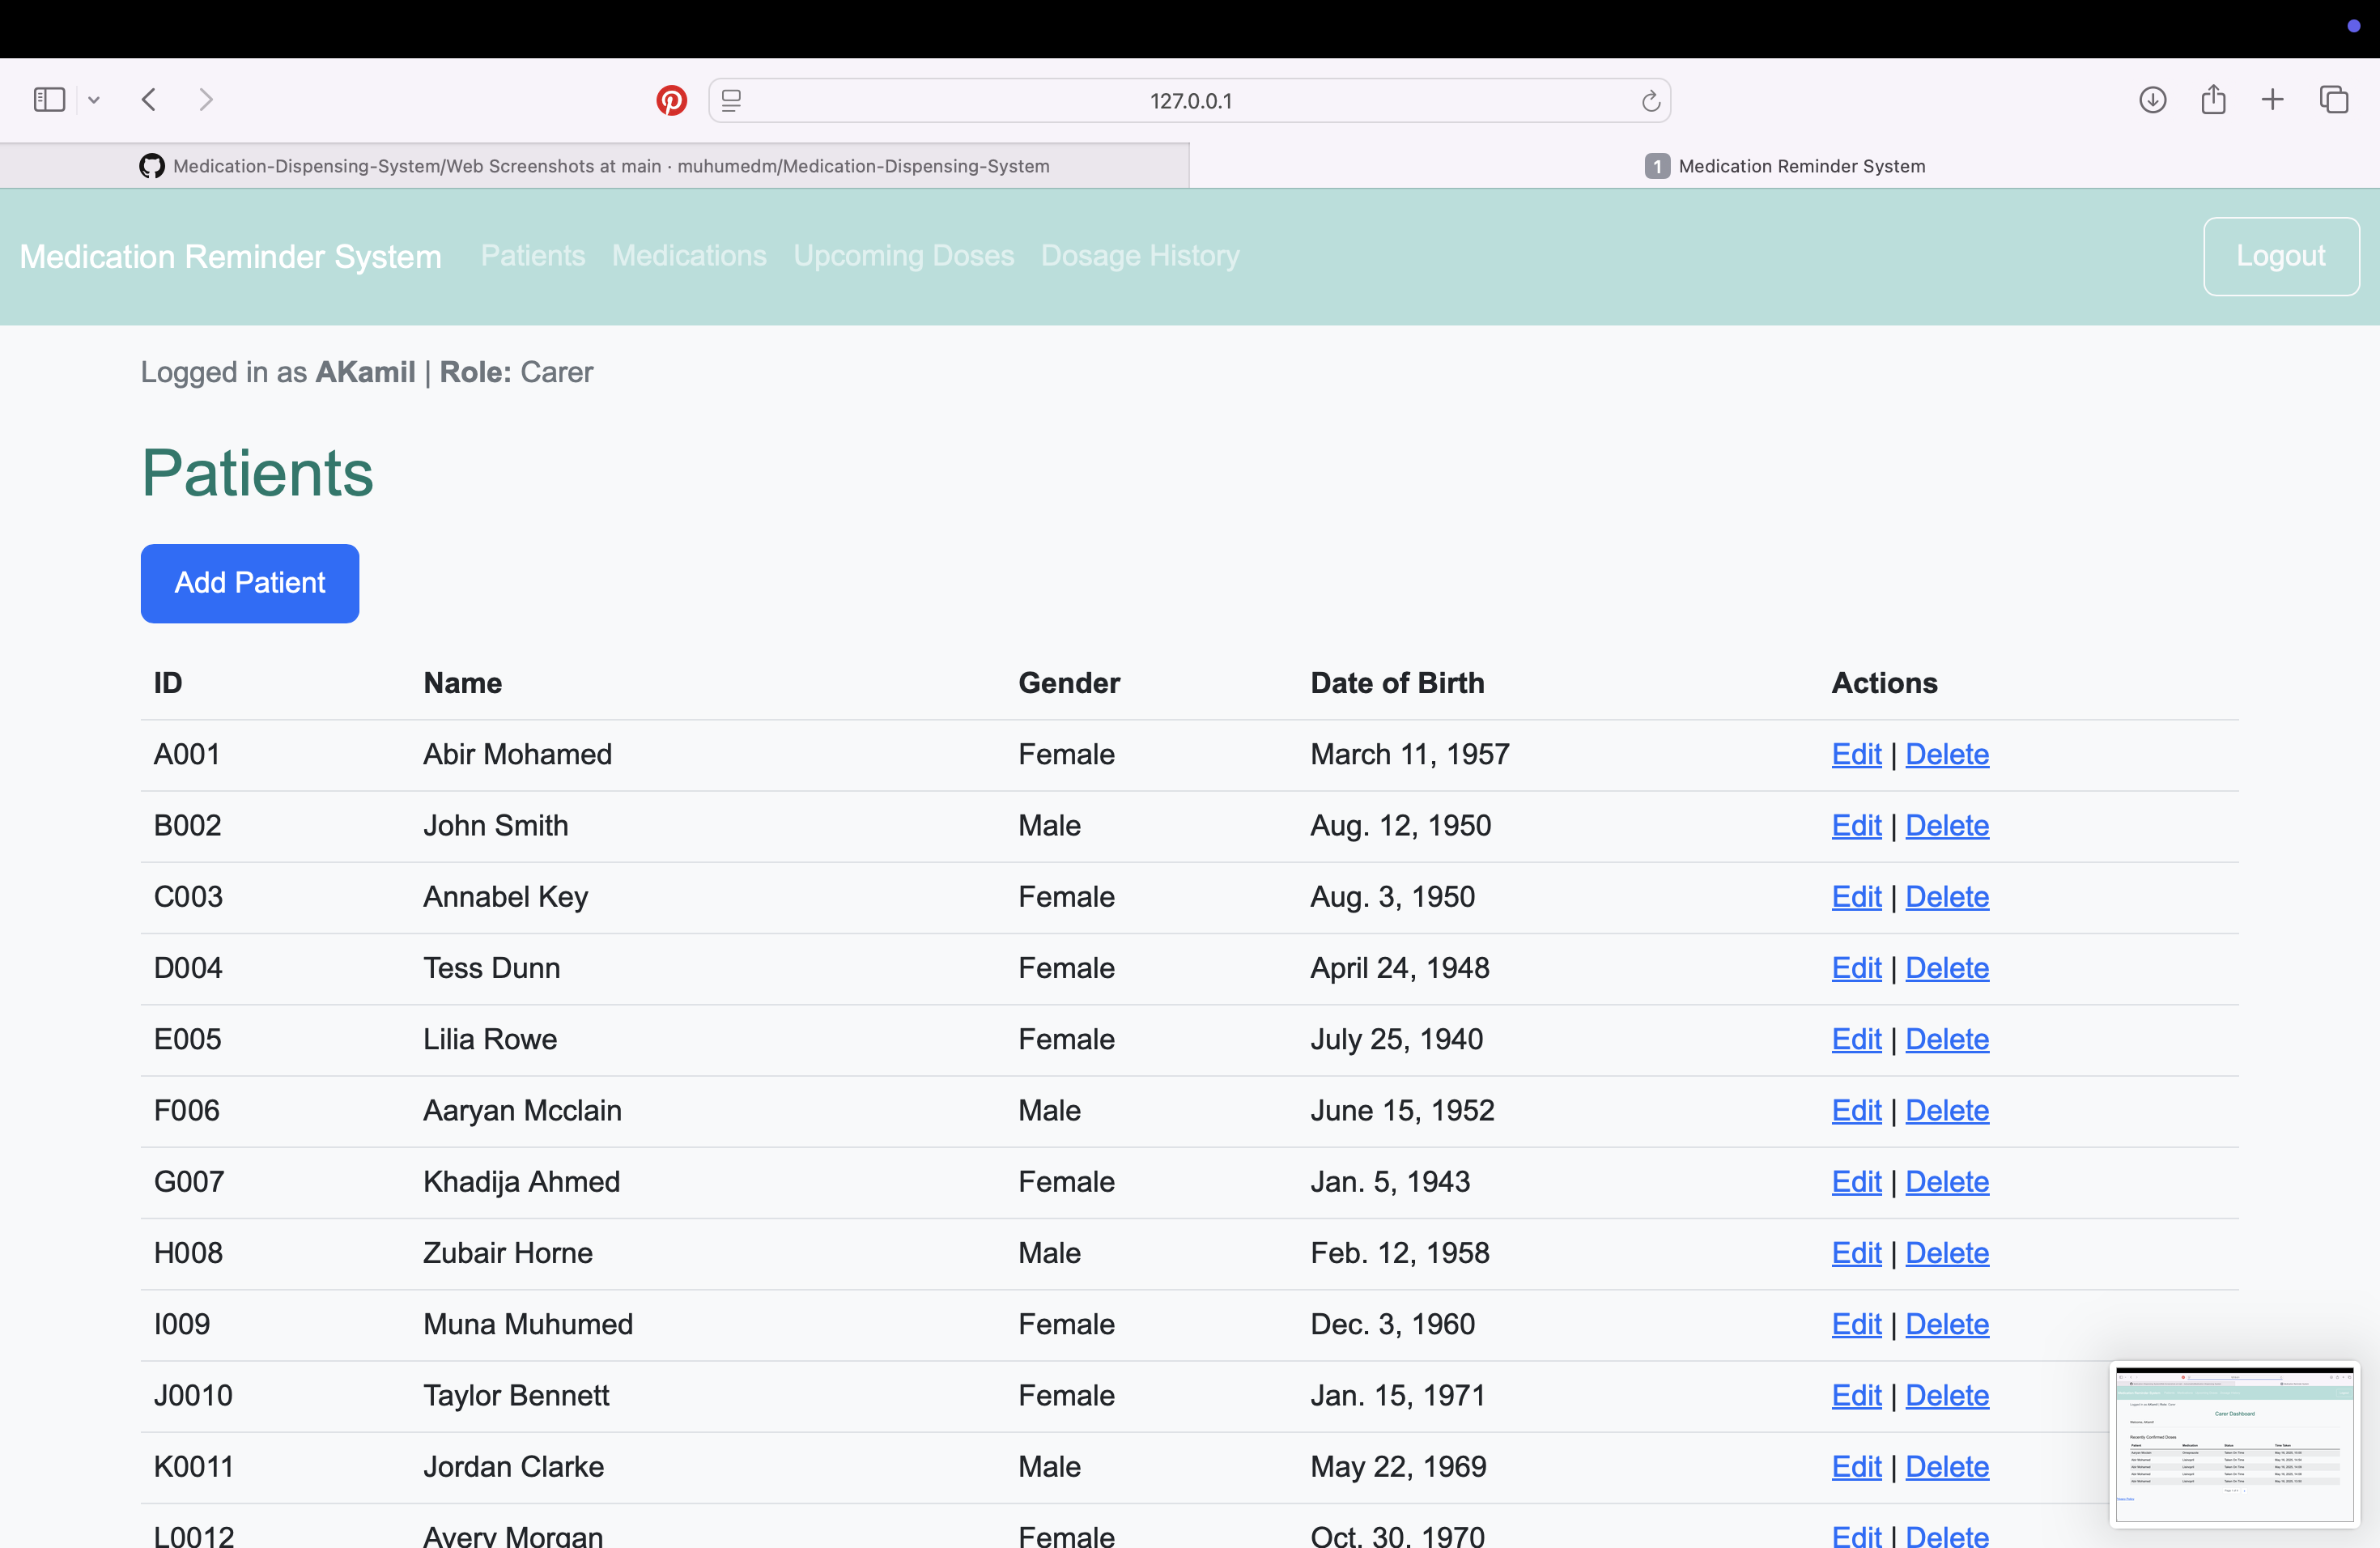 127.0.0.1
Medication-Dispensing-System/Web Screenshots at main · muhumedm/Medication-Dispensing-System
1 Medication Reminder System
Medication Reminder System Patients Medications Upcoming Doses Dosage History Logout
Logged in as AKamil | Role: Carer
Patients
Add Patient
ID Name Gender Date of Birth Actions
A001 Abir Mohamed Female March 11, 1957 Edit | Delete
B002 John Smith Male Aug. 12, 1950 Edit | Delete
C003 Annabel Key Female Aug. 3, 1950 Edit | Delete
D004 Tess Dunn Female April 24, 1948 Edit | Delete
E005 Lilia Rowe Female July 25, 1940 Edit | Delete
F006 Aaryan Mcclain Male June 15, 1952 Edit | Delete
G007 Khadija Ahmed Female Jan. 5, 1943 Edit | Delete
H008 Zubair Horne Male Feb. 12, 1958 Edit | Delete
I009 Muna Muhumed Female Dec. 3, 1960 Edit | Delete
J0010 Taylor Bennett Female Jan. 15, 1971 Edit | Delete
K0011 Jordan Clarke Male May 22, 1969 Edit | Delete
L0012 Avery Morgan Female Oct. 30, 1970 Edit | Delete
Carer Dashboard